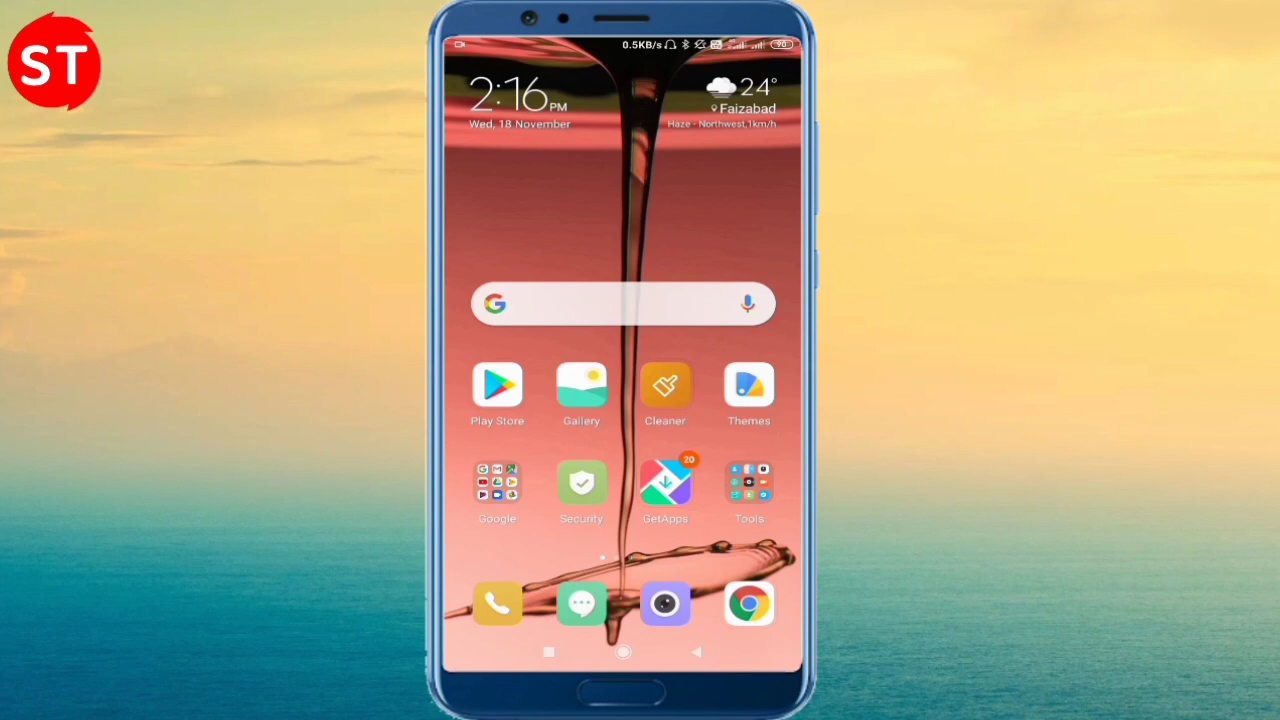 ST
0.5KB/s
90
2:16PM
24°
Faizabad
Wed, 18 November
Haze - Northwest,1km/h
Play Store
Gallery
Cleaner
Themes
20
Google
Security
GetApps
Tools